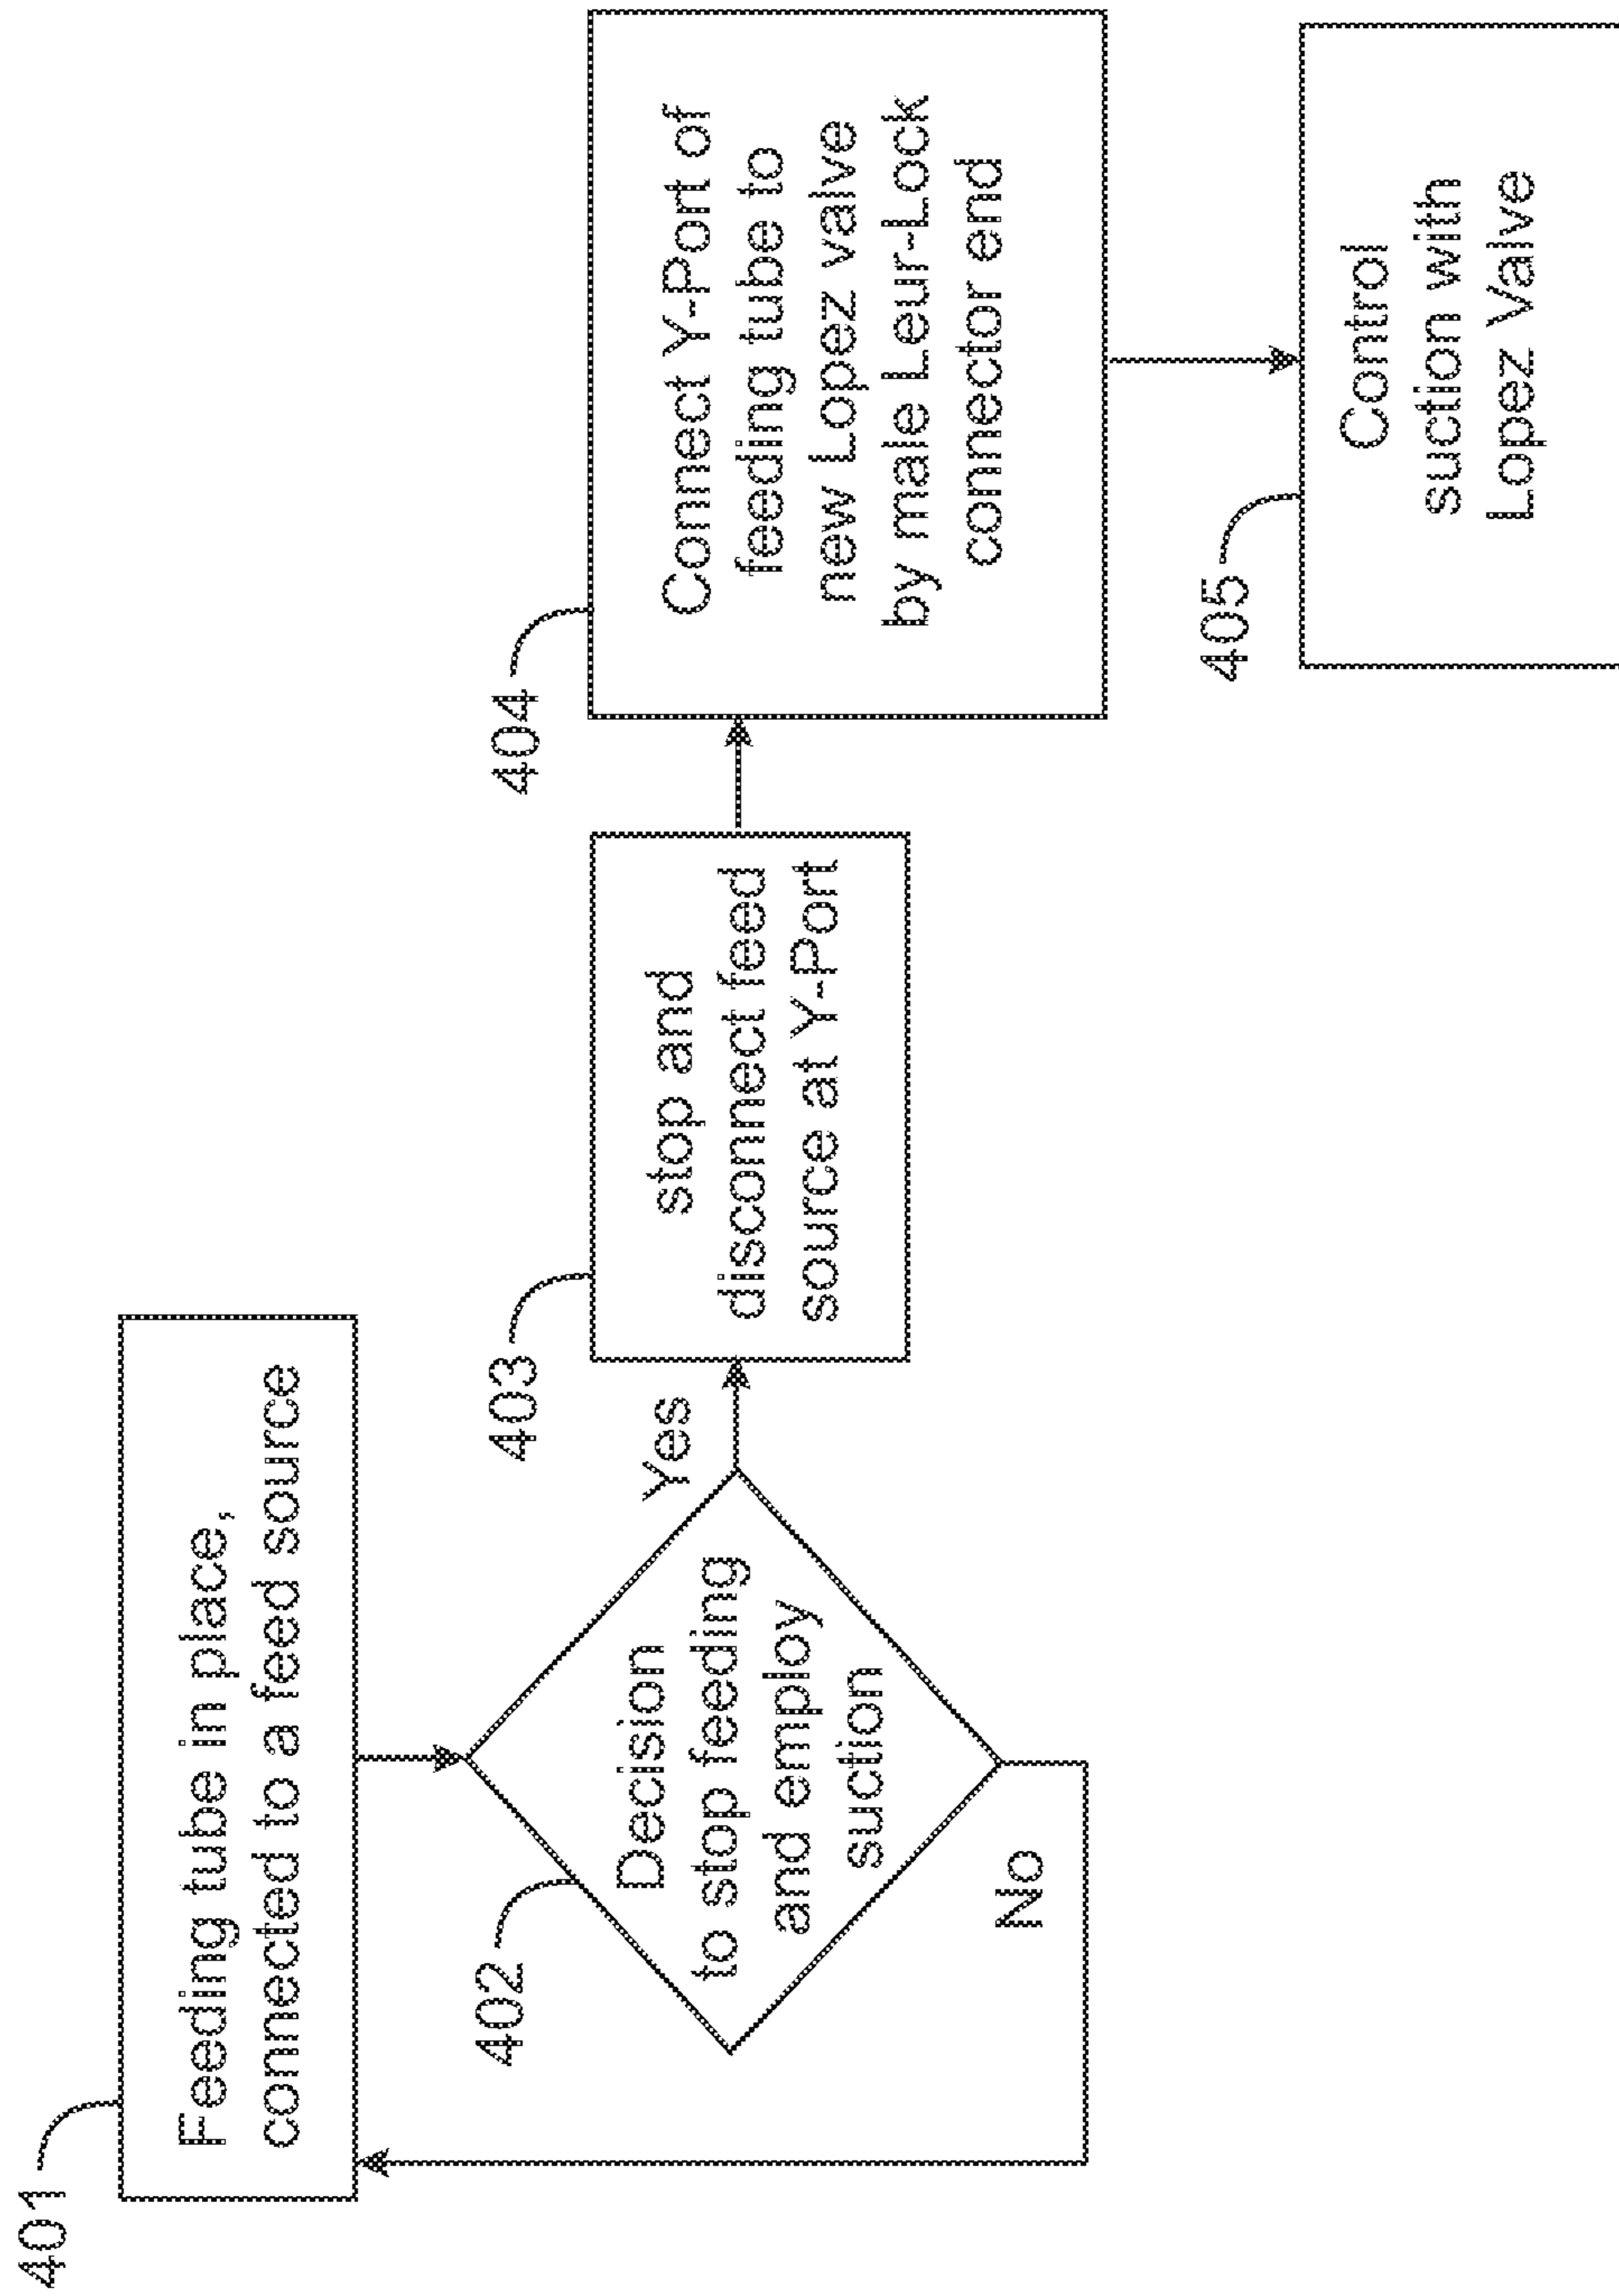 401
Feeding tube in place,
connected to a feed source
402
Decision
to stop feeding
and employ
suction
Yes
No
403
stop and
disconnect feed
source at Y-Port
404
Connect Y-Port of
feeding tube to
new Lopez valve
by male Leur-Lock
connector end
405
Control
suction with
Lopez Valve